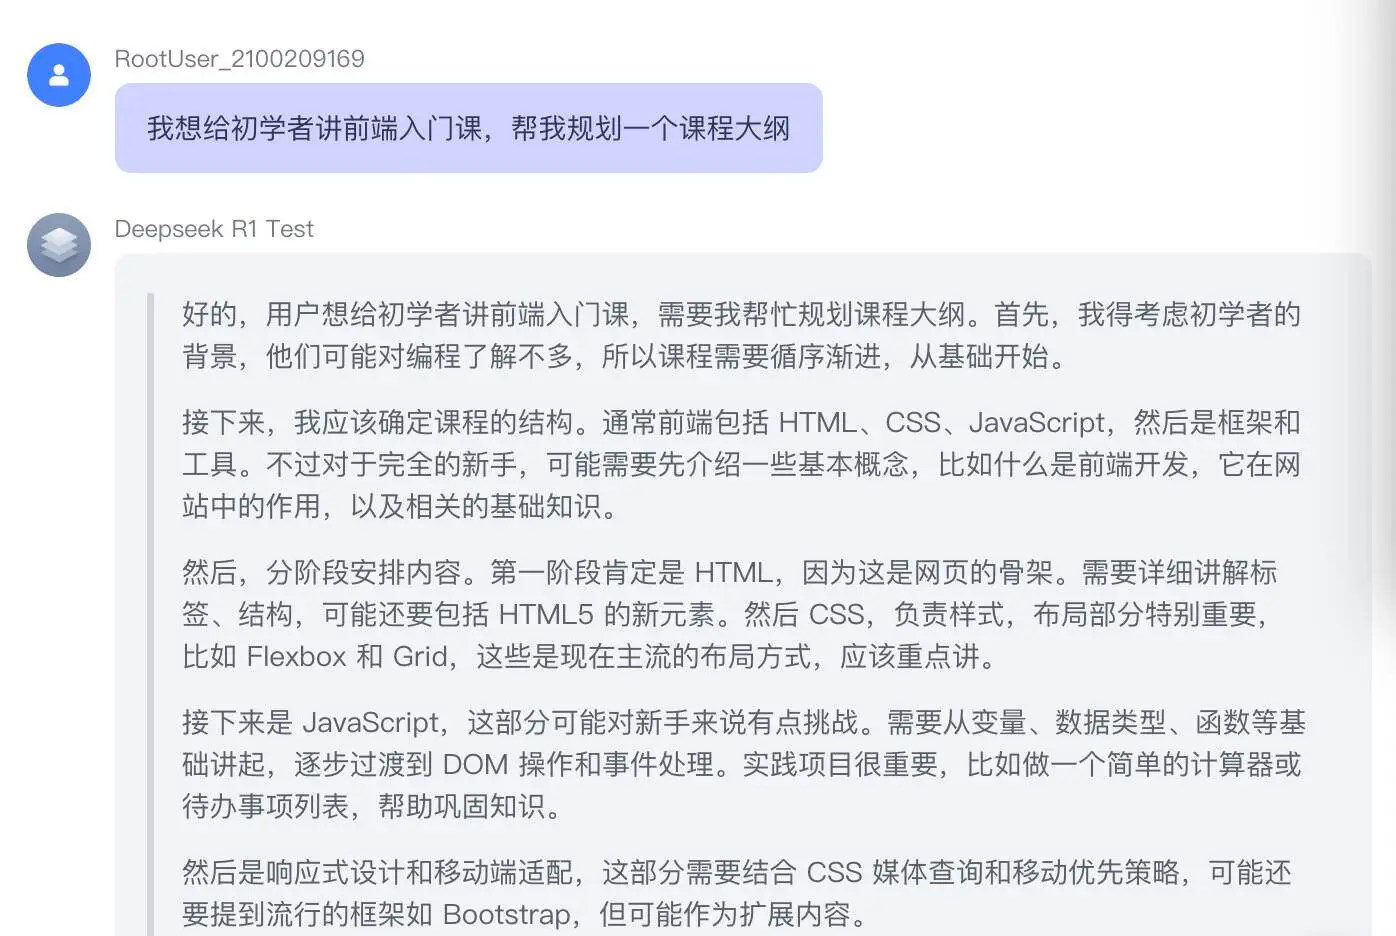 RootUser_2100209169
我想给初学者讲前端入门课，帮我规划一个课程大纲
Deepseek R1 Test
好的，用户想给初学者讲前端入门课，需要我帮忙规划课程大纲。首先，我得考虑初学者的
背景，他们可能对编程了解不多，所以课程需要循序渐进，从基础开始。
接下来，我应该确定课程的结构。通常前端包括 HTML、CSS、JavaScript，然后是框架和
工具。不过对于完全的新手，可能需要先介绍一些基本概念，比如什么是前端开发，它在网
站中的作用，以及相关的基础知识。
然后，分阶段安排内容。第一阶段肯定是 HTML，因为这是网页的骨架。需要详细讲解标
签、结构，可能还要包括 HTML5 的新元素。然后 CSS，负责样式，布局部分特别重要，
比如 Flexbox 和 Grid，这些是现在主流的布局方式，应该重点讲。
接下来是 JavaScript，这部分可能对新手来说有点挑战。需要从变量、数据类型、函数等基
础讲起，逐步过渡到 DOM 操作和事件处理。实践项目很重要，比如做一个简单的计算器或
待办事项列表，帮助巩固知识。
然后是响应式设计和移动端适配，这部分需要结合 CSS 媒体查询和移动优先策略，可能还
要提到流行的框架如 Bootstrap，但可能作为扩展内容。